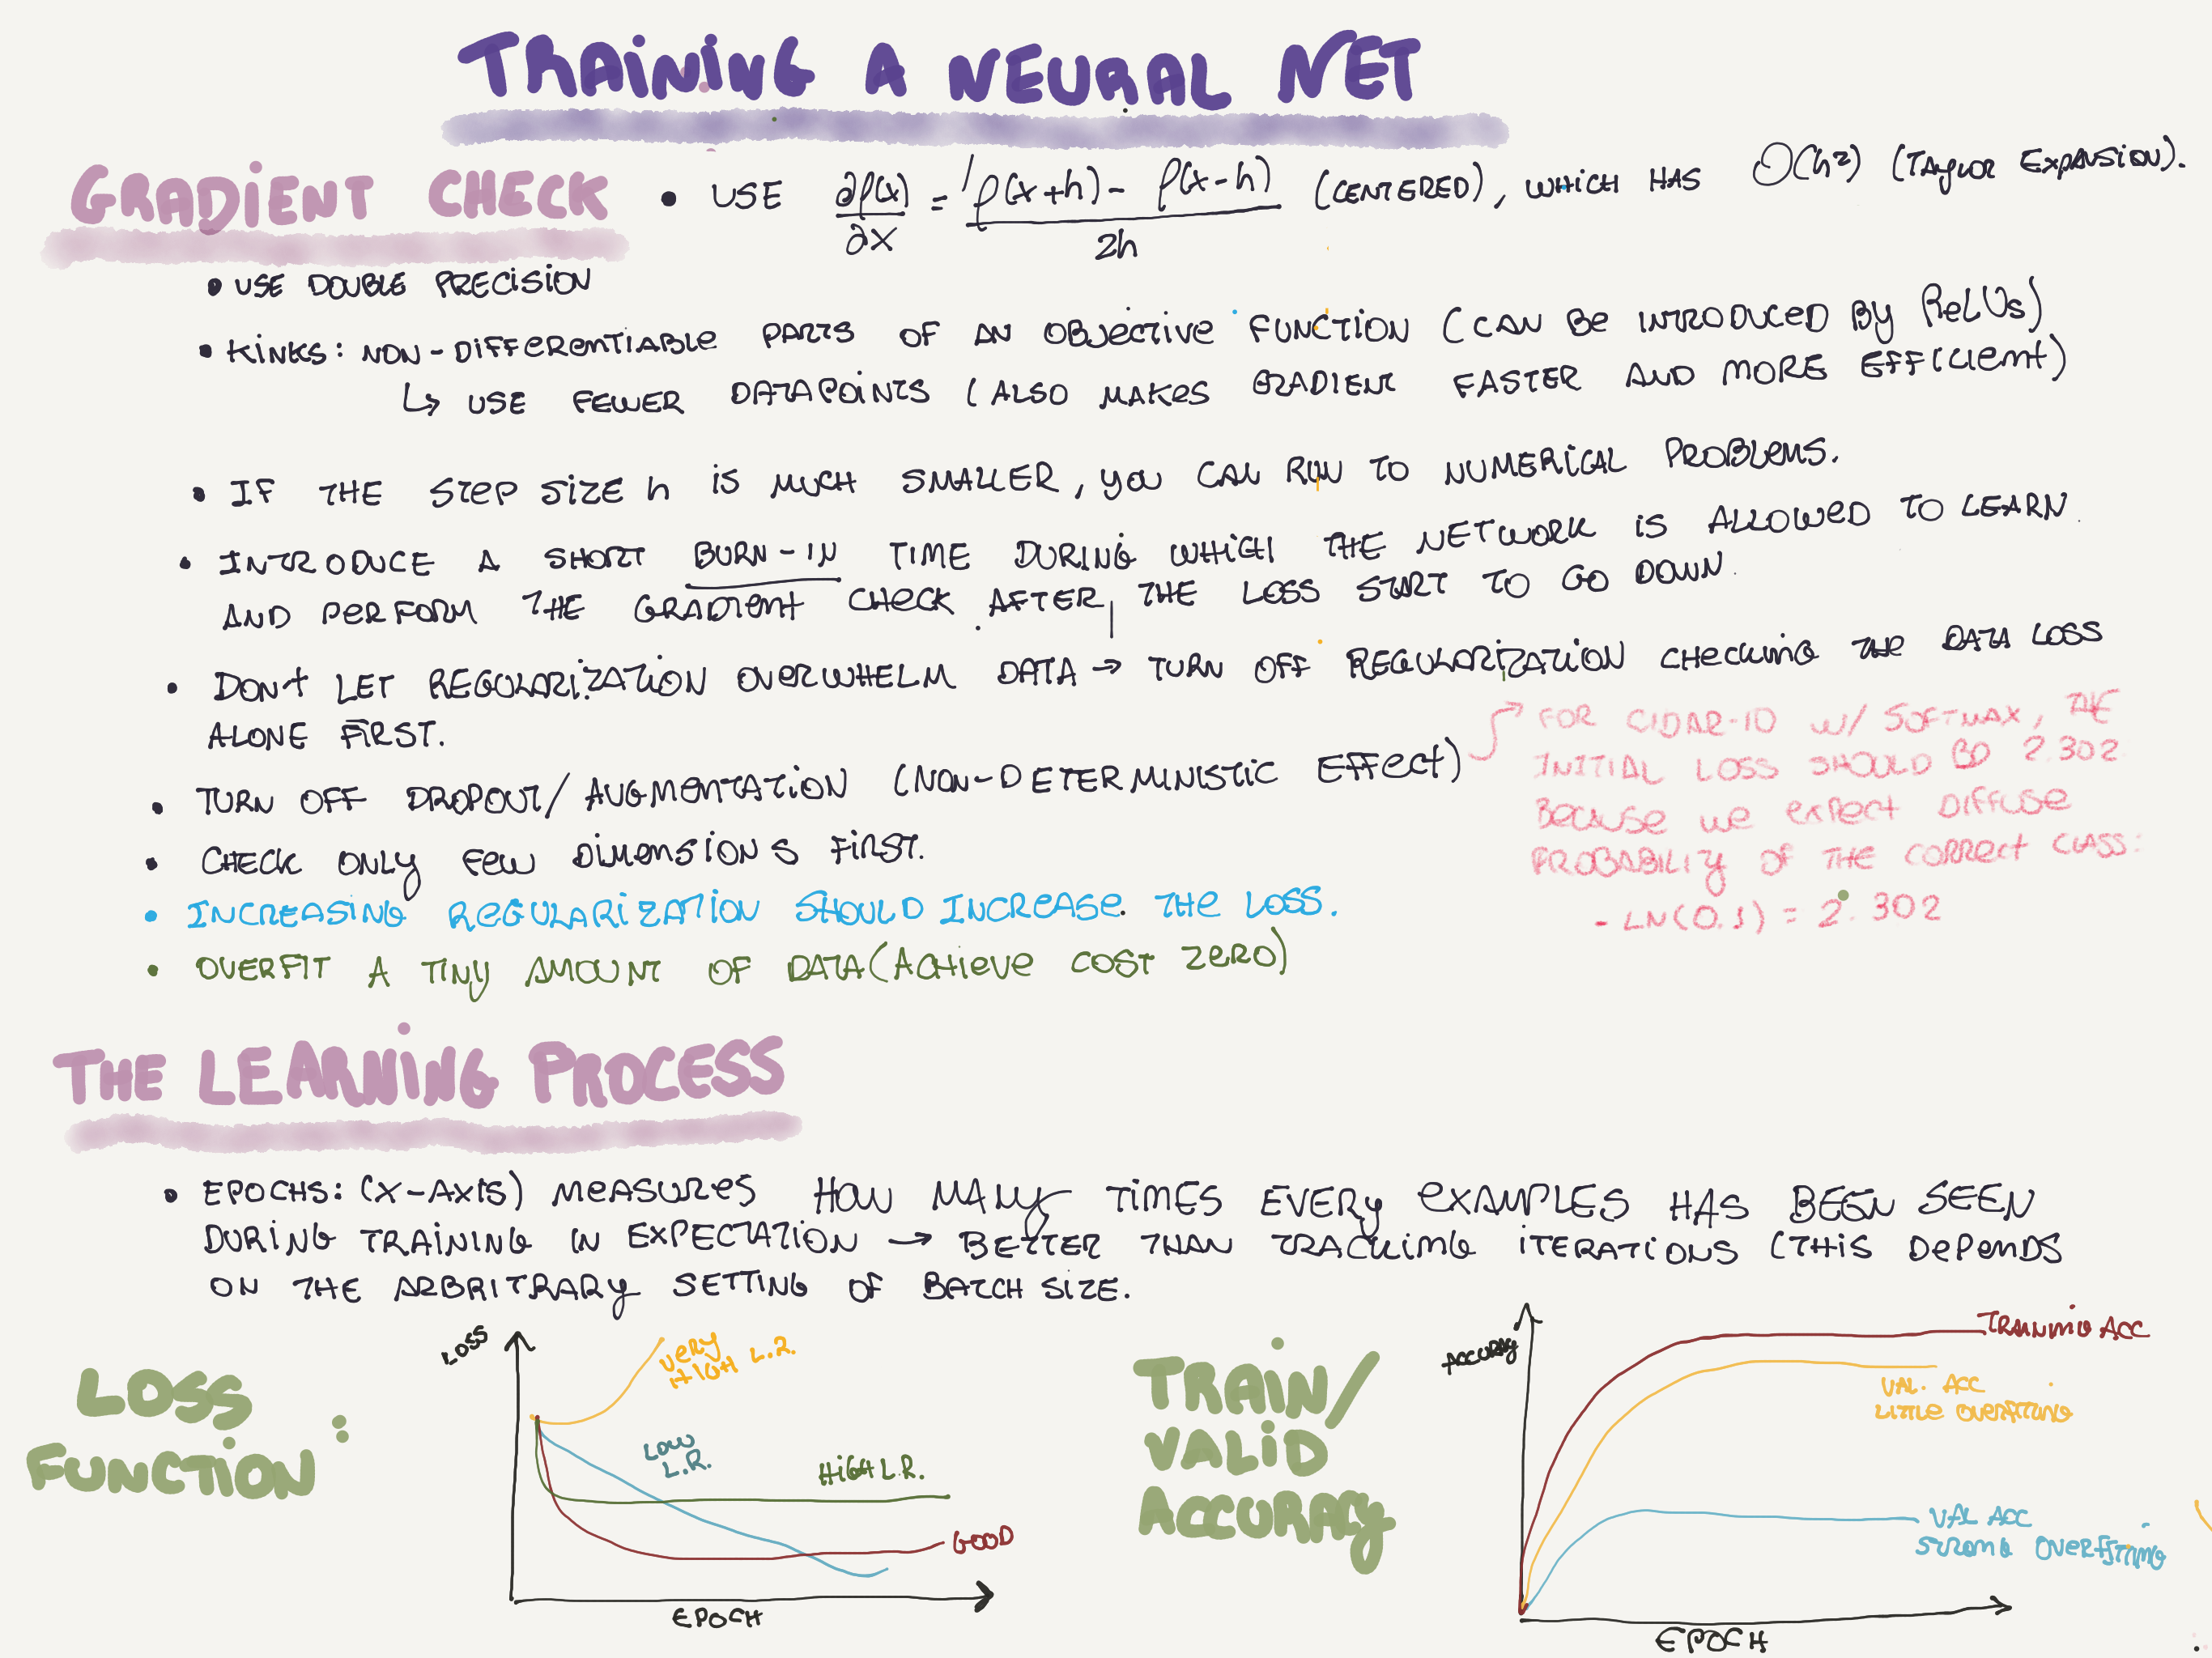 TRAINING A NEURAL NET
GRADIENT CHECK
• USE ∂f(x)/∂x = f(x+h) - f(x-h) / 2h (CENTERED), WHICH HAS O(h²) (TAYLOR EXPANSION).
• USE DOUBLE PRECISION
• KINKS: NON-DIFFERENTIABLE PARTS OF AN OBJECTIVE FUNCTION (CAN BE INTRODUCED BY ReLUs)
↳ USE FEWER DATAPOINTS (ALSO MAKES GRADIENT FASTER AND MORE EFFICIENT)
• IF THE STEP SIZE h IS MUCH SMALLER, YOU CAN RUN TO NUMERICAL PROBLEMS.
• INTRODUCE A SHORT BURN-IN TIME DURING WHICH THE NETWORK IS ALLOWED TO LEARN
AND PERFORM THE GRADIENT CHECK AFTER THE LOSS START TO GO DOWN.
• DON'T LET REGULARIZATION OVERWHELM DATA → TURN OFF REGULARIZATION CHECKING THE DATA LOSS
ALONE FIRST.
• TURN OFF DROPOUT/AUGMENTATION (NON-DETERMINISTIC EFFECT)
• CHECK ONLY FEW DIMENSIONS FIRST.
• INCREASING REGULARIZATION SHOULD INCREASE THE LOSS.
• OVERFIT A TINY AMOUNT OF DATA (ACHIEVE COST ZERO)
FOR CIDAR-10 W/ SOFTMAX, THE
INITIAL LOSS SHOULD BD 2.302
BECAUSE WE EXPECT DIFFUSE
PROBABILITY OF THE CORRECT CLASS:
- LN(0.1) = 2.302
THE LEARNING PROCESS
• EPOCHS: (X-AXIS) MEASURES HOW MANY TIMES EVERY EXAMPLES HAS BEEN SEEN
DURING TRAINING IN EXPECTATION → BETTER THAN TRACKING ITERATIONS (THIS DEPENDS
ON THE ARBRITRARY SETTING OF BATCH SIZE.
LOSS
FUNCTION:
LOSS
VERY
HIGH L.R.
LOW
L.R.
HIGH L.R.
GOOD
EPOCH
TRAIN/
VALID
ACCURACY
ACCURACY
TRAINING ACC
VAL. ACC
LITTLE OVERFITTING
VAL ACC
STRONG OVERFITTING
EPOCH